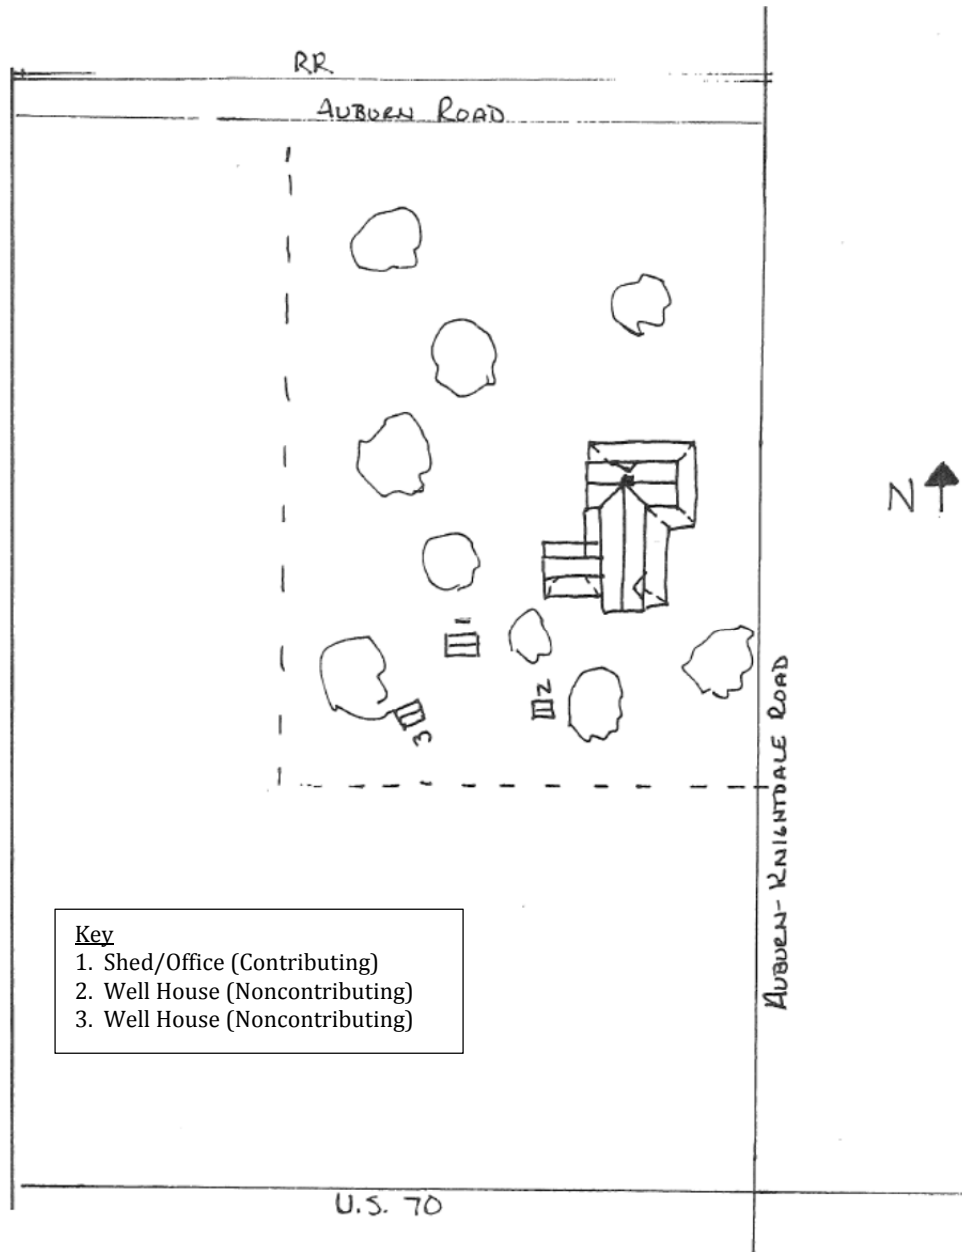 RR
AUBURN ROAD
N
1
2
3
AUBURN-KNIGHTDALE ROAD
Key
1. Shed/Office (Contributing)
2. Well House (Noncontributing)
3. Well House (Noncontributing)
U.S. 70